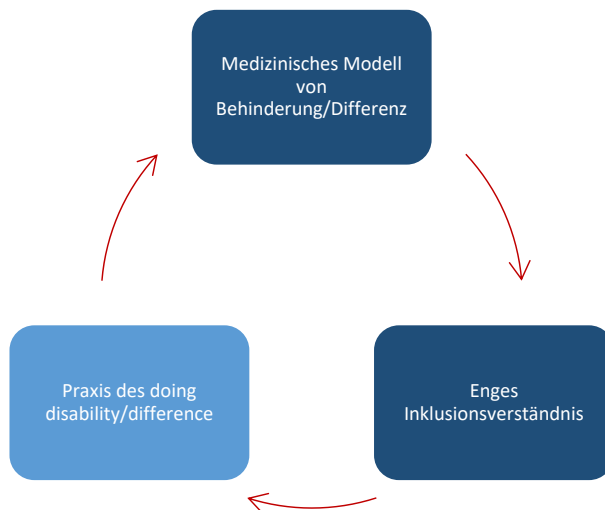 Medizinisches Modell
von
Behinderung/Differenz
Praxis des doing
disability/difference
Enges
Inklusionsverständnis